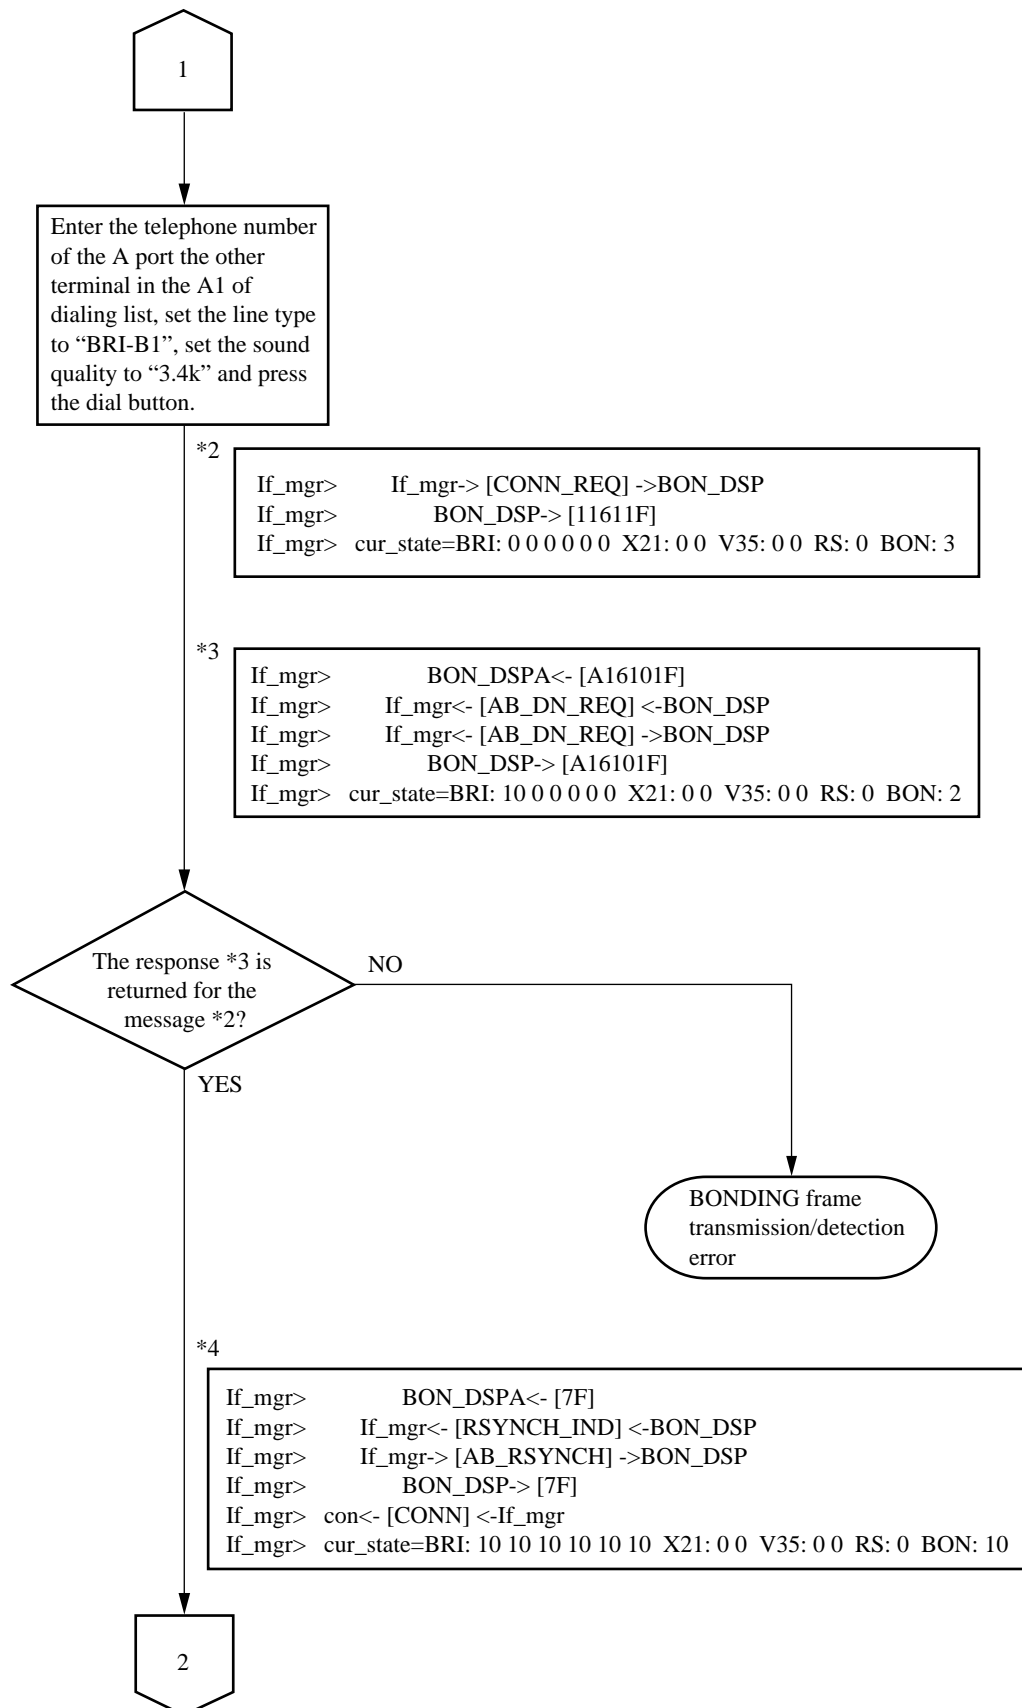 1
Enter the telephone number
of the A port the other
terminal in the A1 of
dialing list, set the line type
to “BRI-B1”, set the sound
quality to “3.4k” and press
the dial button.
*2
If_mgr> If_mgr-> [CONN_REQ] ->BON_DSP
If_mgr> BON_DSP-> [11611F]
If_mgr> cur_state=BRI: 0 0 0 0 0 0 X21: 0 0 V35: 0 0 RS: 0 BON: 3
*3
If_mgr> BON_DSPA<- [A16101F]
If_mgr> If_mgr<- [AB_DN_REQ] <-BON_DSP
If_mgr> If_mgr<- [AB_DN_REQ] ->BON_DSP
If_mgr> BON_DSP-> [A16101F]
If_mgr> cur_state=BRI: 10 0 0 0 0 0 X21: 0 0 V35: 0 0 RS: 0 BON: 2
The response *3 is
returned for the
message *2?
NO
YES
BONDING frame
transmission/detection
error
*4
If_mgr> BON_DSPA<- [7F]
If_mgr> If_mgr<- [RSYNCH_IND] <-BON_DSP
If_mgr> If_mgr-> [AB_RSYNCH] ->BON_DSP
If_mgr> BON_DSP-> [7F]
If_mgr> con<- [CONN] <-If_mgr
If_mgr> cur_state=BRI: 10 10 10 10 10 10 X21: 0 0 V35: 0 0 RS: 0 BON: 10
2